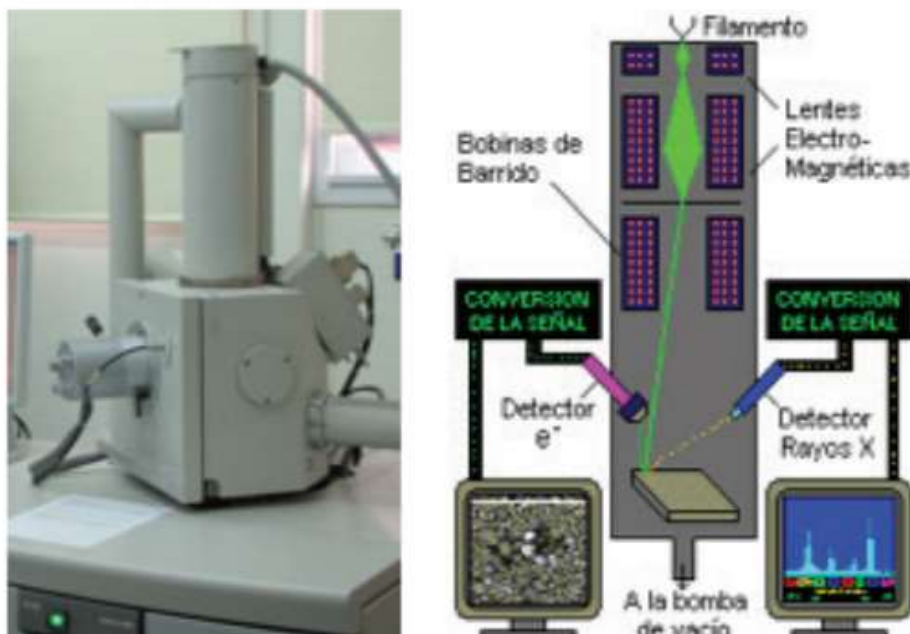 Filamento
Lentes
Electro-
Magnéticas
Bobinas de
Barrido
CONVERSION
DE LA SEÑAL
CONVERSION
DE LA SEÑAL
Detector
e⁻
Detector
Rayos X
A la bomba
de vacío